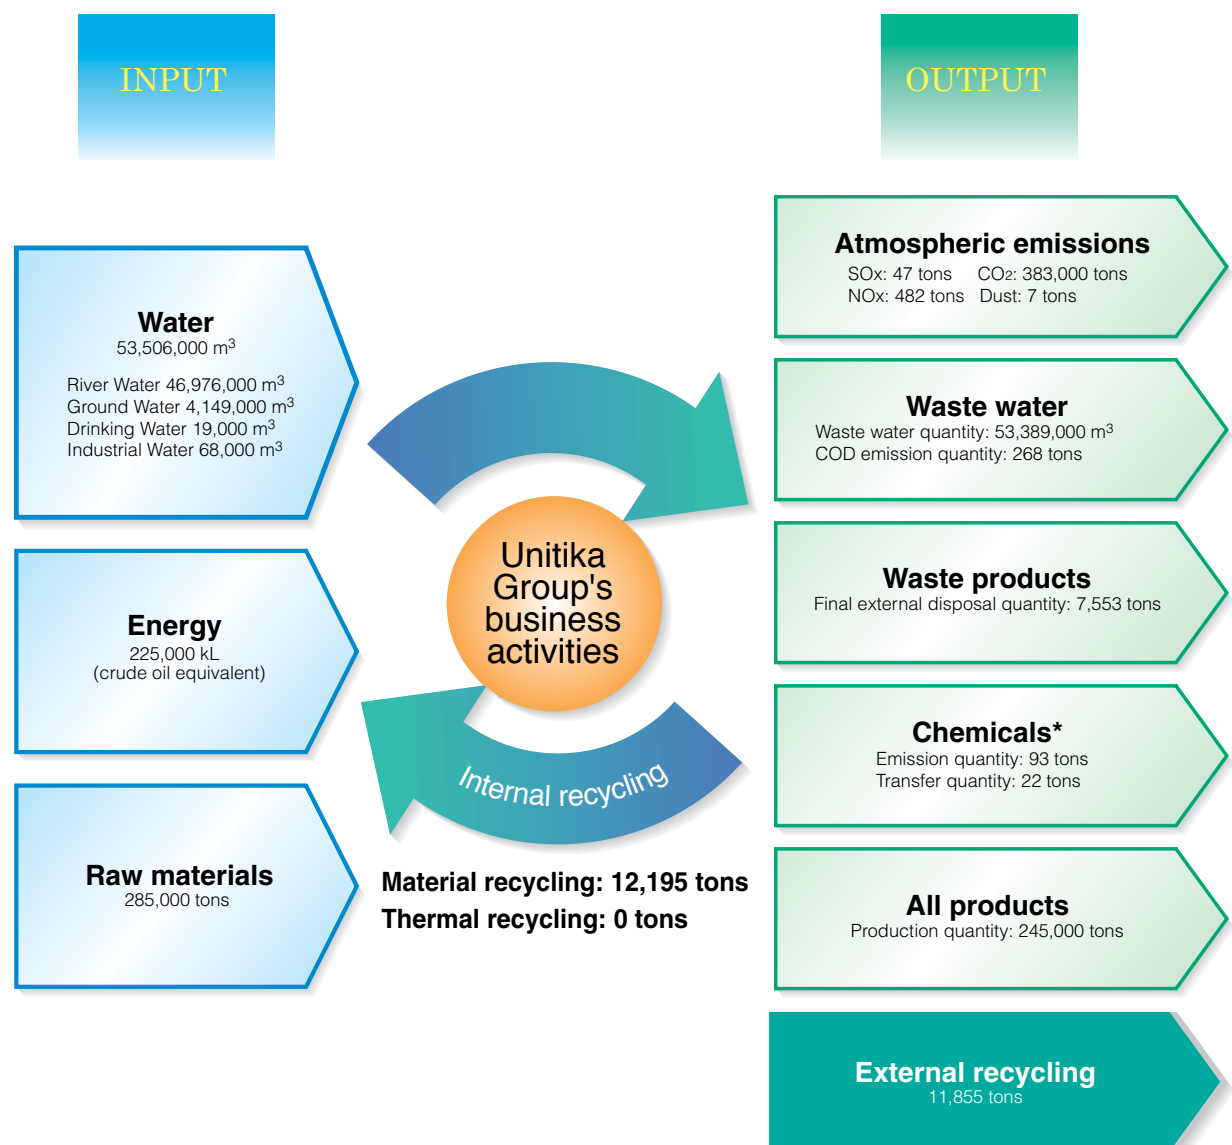 INPUT
OUTPUT
Water
53,506,000 m³
River Water 46,976,000 m³
Ground Water 4,149,000 m³
Drinking Water 19,000 m³
Industrial Water 68,000 m³
Energy
225,000 kL
(crude oil equivalent)
Raw materials
285,000 tons
Unitika
Group's
business
activities
Internal recycling
Material recycling: 12,195 tons
Thermal recycling: 0 tons
Atmospheric emissions
SOx: 47 tons CO2: 383,000 tons
NOx: 482 tons Dust: 7 tons
Waste water
Waste water quantity: 53,389,000 m³
COD emission quantity: 268 tons
Waste products
Final external disposal quantity: 7,553 tons
Chemicals*
Emission quantity: 93 tons
Transfer quantity: 22 tons
All products
Production quantity: 245,000 tons
External recycling
11,855 tons